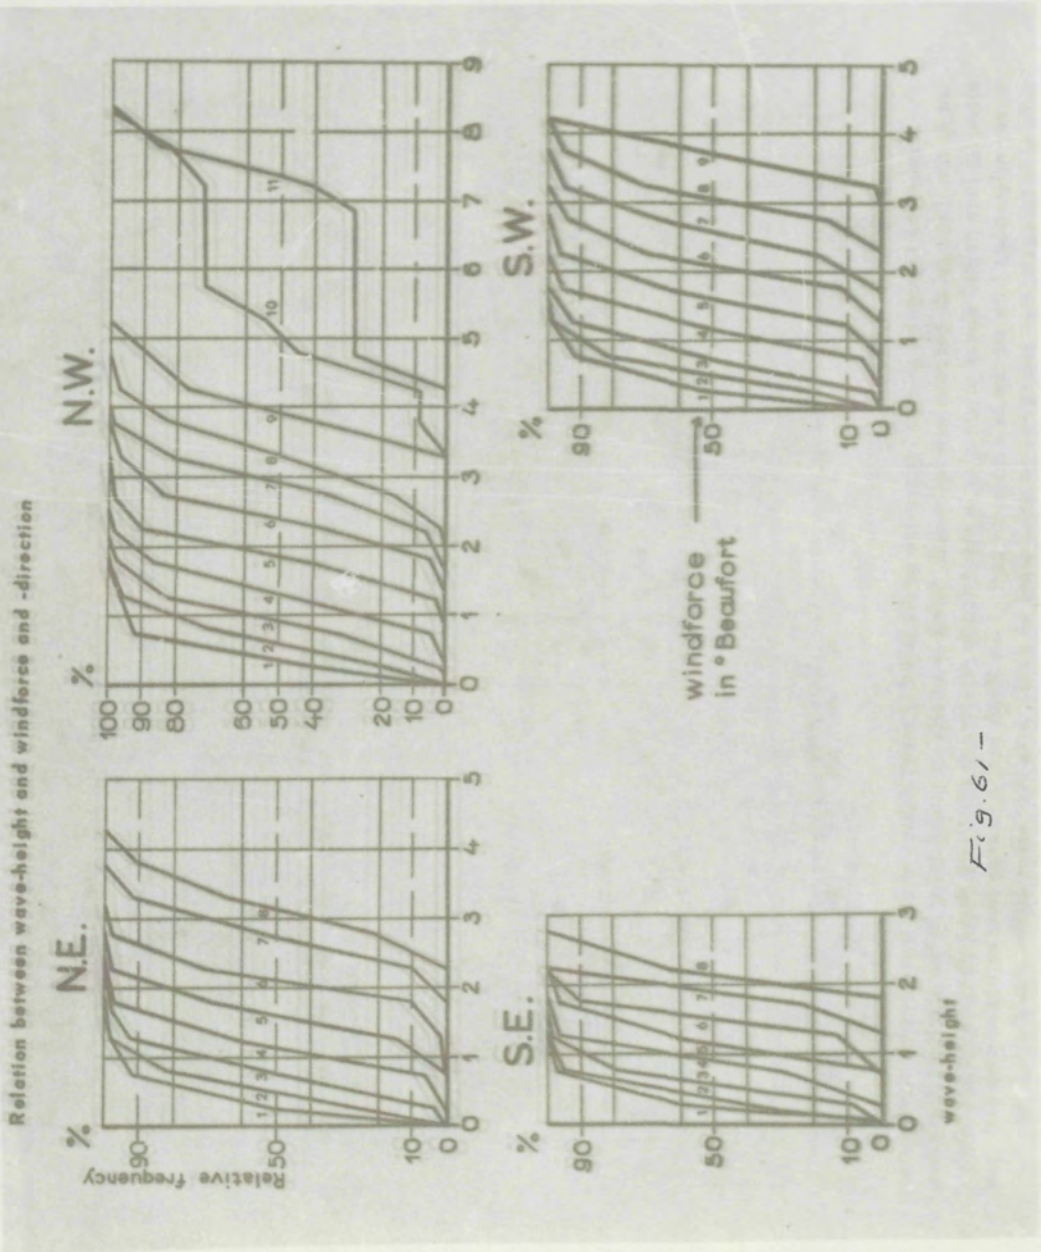 Relation between wave-height and windforce and -direction
N.E.
%
Relative frequency
90
50
10
0
1 2 3 4 5 6 7 8
0 1 2 3 4 5
N.W.
%
100
90
80
60
50
40
20
10
0
1 2 3 4 5 6 7 8 9 10 11
0 1 2 3 4 5 6 7 8 9
S.E.
%
90
50
10
0
1 2 3 4 5 6 7 8
0 1 2 3
wave-height
windforce
in °Beaufort
S.W.
%
90
50
10
0
1 2 3 4 5 6 7 8 9
0 1 2 3 4 5
Fig. 61 -